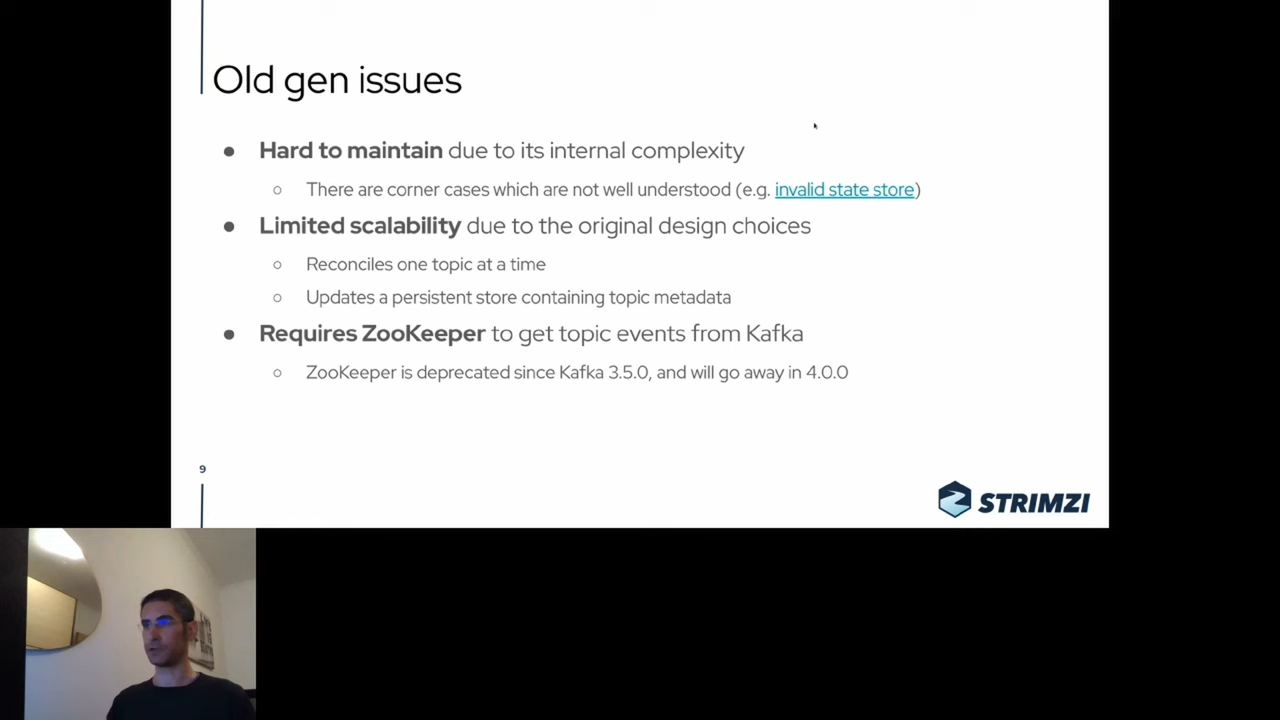 Old gen issues
● Hard to maintain due to its internal complexity
○ There are corner cases which are not well understood (e.g. invalid state store)
● Limited scalability due to the original design choices
○ Reconciles one topic at a time
○ Updates a persistent store containing topic metadata
● Requires ZooKeeper to get topic events from Kafka
○ ZooKeeper is deprecated since Kafka 3.5.0, and will go away in 4.0.0
9
STRIMZI